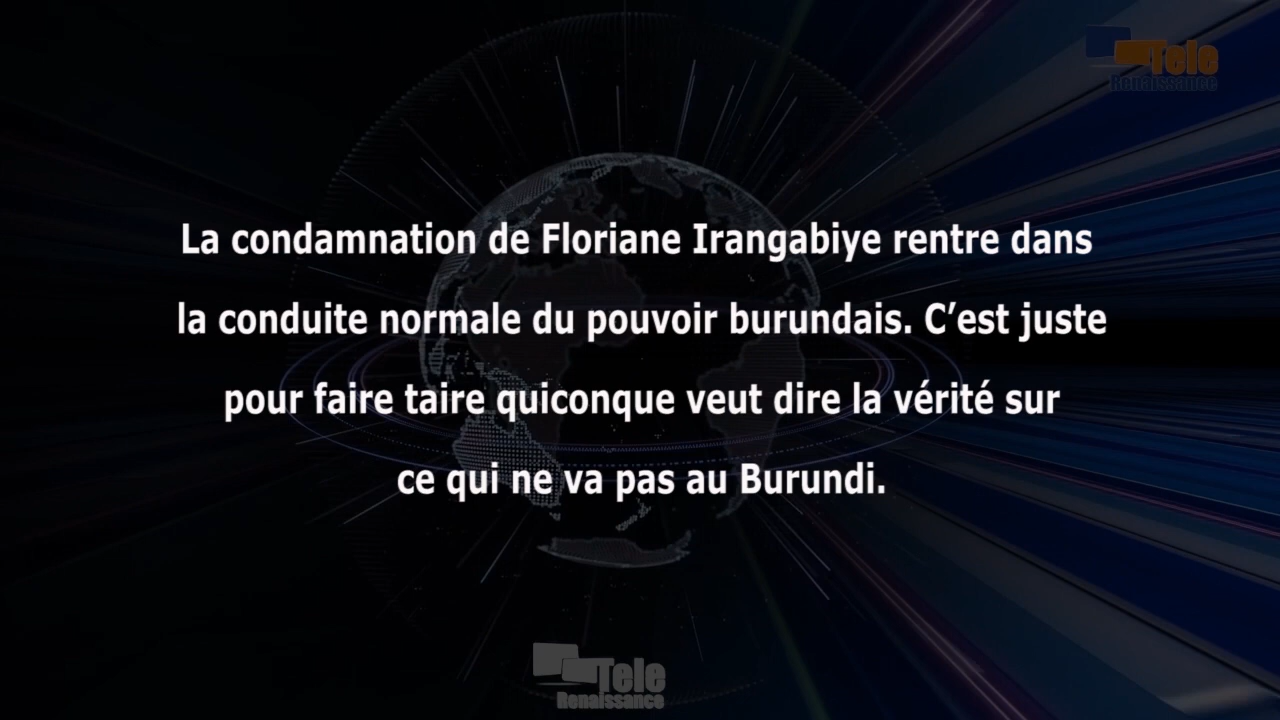 Tele
Renaissance
La condamnation de Floriane Irangabiye rentre dans
la conduite normale du pouvoir burundais. C’est juste
pour faire taire quiconque veut dire la vérité sur
ce qui ne va pas au Burundi.
Tele
Renaissance